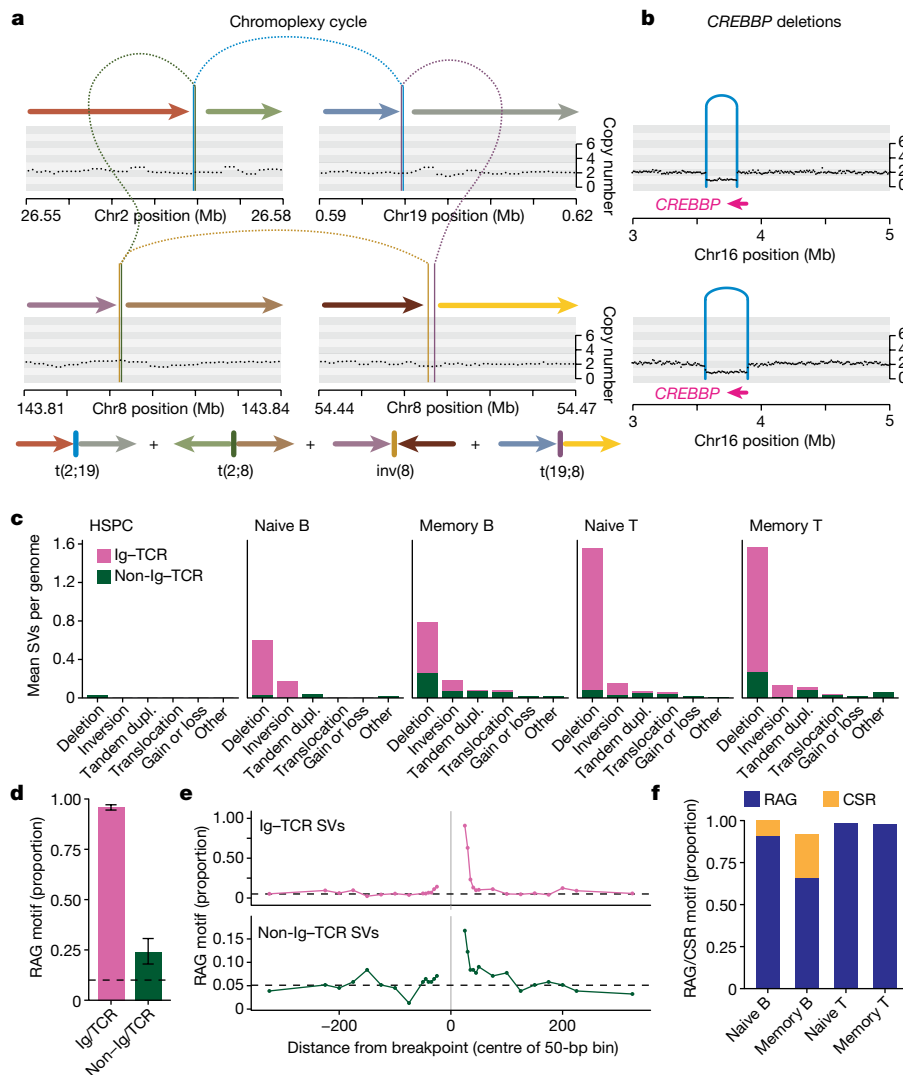 a
Chromoplexy cycle
Copy number
6
4
2
0
26.55
Chr2 position (Mb)
26.58
0.59
Chr19 position (Mb)
0.62
Copy number
6
4
2
0
143.81
Chr8 position (Mb)
143.84
54.44
Chr8 position (Mb)
54.47
+
+
+
t(2;19)
t(2;8)
inv(8)
t(19;8)
b
CREBBP deletions
6
4
2
0
CREBBP
3
4
5
Chr16 position (Mb)
6
4
2
0
CREBBP
3
4
5
Chr16 position (Mb)
c
HSPC
Naive B
Memory B
Naive T
Memory T
Ig–TCR
Non-Ig–TCR
Mean SVs per genome
1.6
1.2
0.8
0.4
0
Deletion
Inversion
Tandem dupl.
Translocation
Gain or loss
Other
Deletion
Inversion
Tandem dupl.
Translocation
Gain or loss
Other
Deletion
Inversion
Tandem dupl.
Translocation
Gain or loss
Other
Deletion
Inversion
Tandem dupl.
Translocation
Gain or loss
Other
Deletion
Inversion
Tandem dupl.
Translocation
Gain or loss
Other
d
RAG motif (proportion)
1.00
0.75
0.50
0.25
0
Ig/TCR
Non–Ig/TCR
e
RAG motif (proportion)
Ig–TCR SVs
1.00
0.50
0
Non-Ig–TCR SVs
0.15
0.10
0.05
0
−200
0
200
Distance from breakpoint (centre of 50-bp bin)
f
RAG
CSR
RAG/CSR motif (proportion)
1.00
0.75
0.50
0.25
0
Naive B
Memory B
Naive T
Memory T